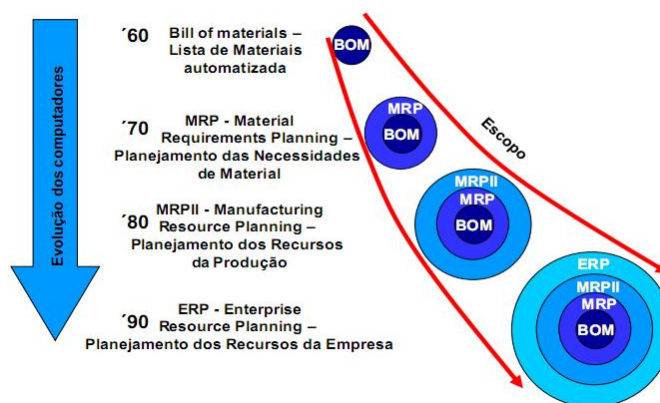 Evolução dos computadores
´60 Bill of materials –
Lista de Materiais
automatizada
BOM
´70 MRP - Material
Requirements Planning –
Planejamento das Necessidades
de Material
MRP
BOM
Escopo
´80 MRPII - Manufacturing
Resource Planning –
Planejamento dos Recursos
da Produção
MRPII
MRP
BOM
´90 ERP - Enterprise
Resource Planning –
Planejamento dos Recursos da Empresa
ERP
MRPII
MRP
BOM